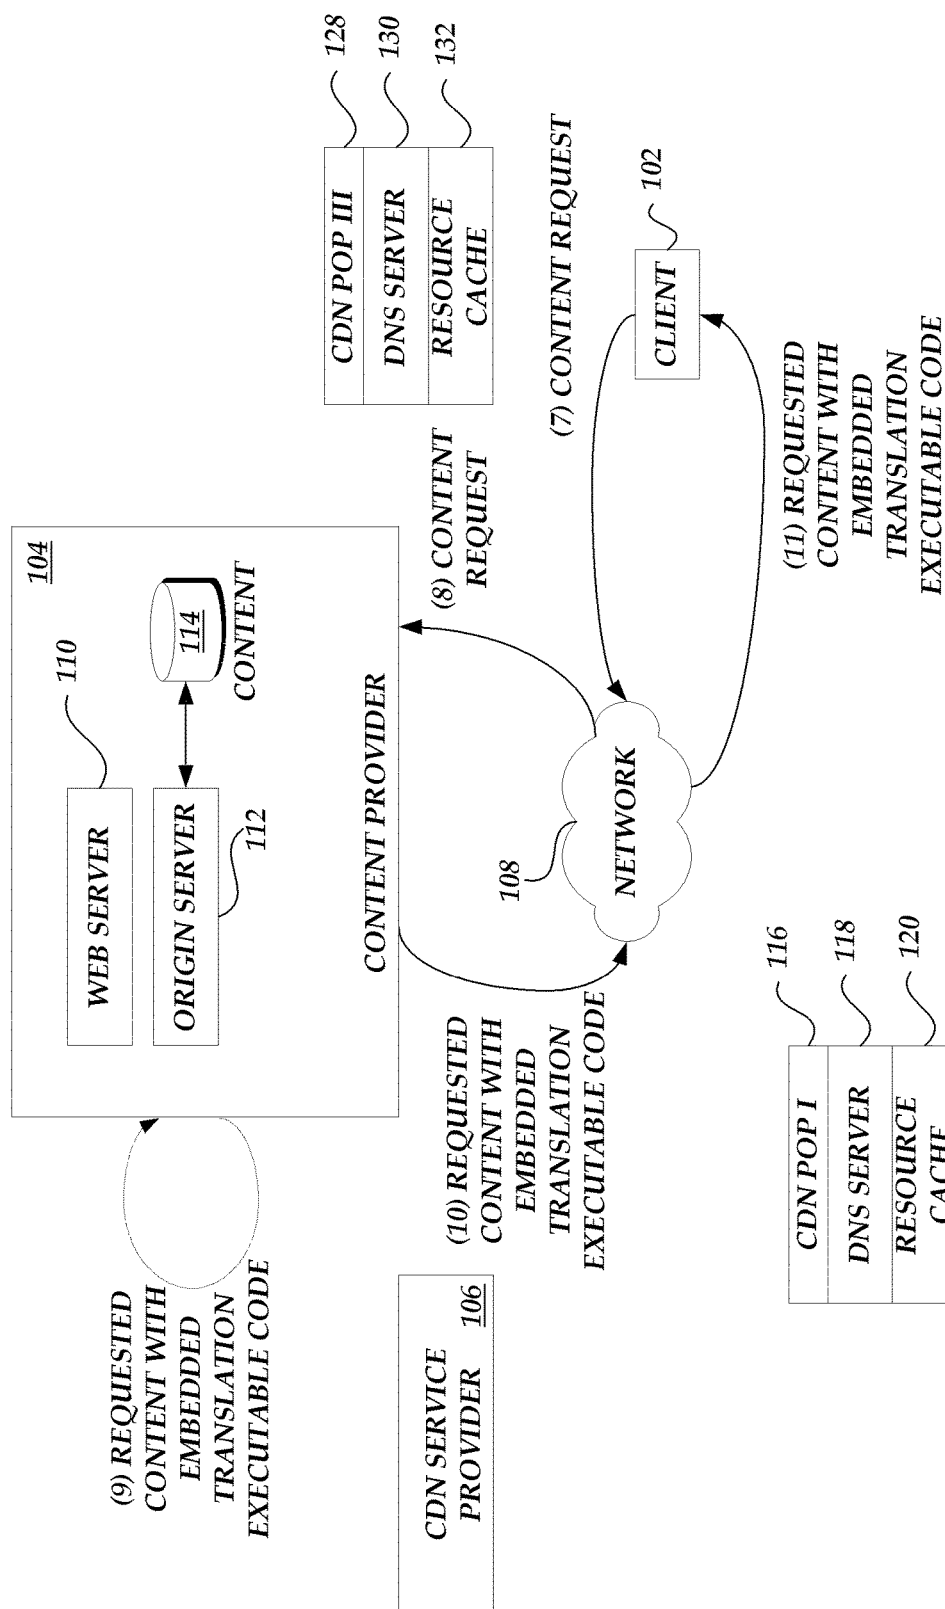 (9) REQUESTED
CONTENT WITH
EMBEDDED
TRANSLATION
EXECUTABLE CODE
104
WEB SERVER
110
ORIGIN SERVER
112
114
CONTENT
CONTENT PROVIDER
CDN SERVICE
PROVIDER
106
(10) REQUESTED
CONTENT WITH
EMBEDDED
TRANSLATION
EXECUTABLE CODE
(8) CONTENT
REQUEST
CDN POP III
DNS SERVER
RESOURCE
CACHE
128
130
132
108
NETWORK
(7) CONTENT REQUEST
CLIENT
102
(11) REQUESTED
CONTENT WITH
EMBEDDED
TRANSLATION
EXECUTABLE CODE
CDN POP I
DNS SERVER
RESOURCE
CACHE
116
118
120